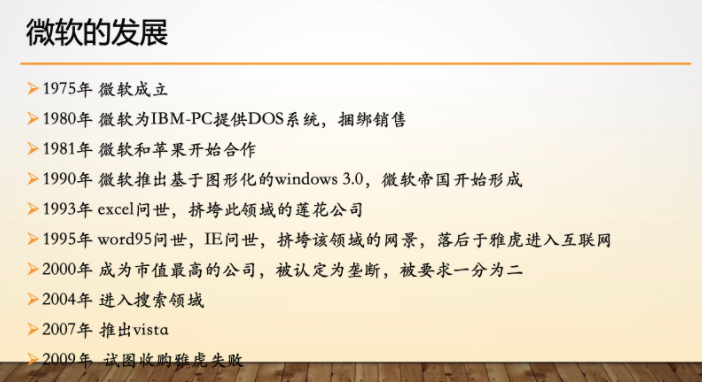 微软的发展
1975年 微软成立
1980年 微软为IBM-PC提供DOS系统，捆绑销售
1981年 微软和苹果开始合作
1990年 微软推出基于图形化的windows 3.0，微软帝国开始形成
1993年 excel问世，挤垮此领域的莲花公司
1995年 word95问世，IE问世，挤垮该领域的网景，落后于雅虎进入互联网
2000年 成为市值最高的公司，被认定为垄断，被要求一分为二
2004年 进入搜索领域
2007年 推出vista
2009年 试图收购雅虎失败